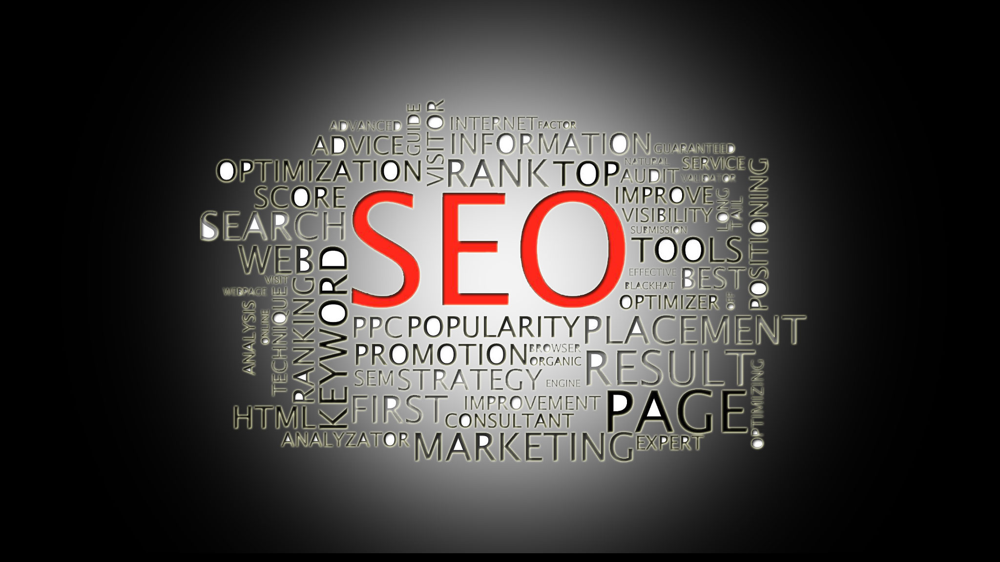 GUIDE
VISITOR
ADVANCED
INTERNET FACTOR
ADVICE
INFORMATION
GUARANTEED
OPTIMIZATION
RANK TOP
NATURAL
SERVICE
AUDIT
VALIDATOR
POSITIONING
SCORE
SEO
IMPROVE
LONG
TAIL
VISIBILITY
SEARCH
SUBMISSION
WEB
TOOLS
KEYWORD
EFFECTIVE
BEST
VISIT
RANKING
BLACKHAT
WEBPAGE
TECHNIQUE
OPTIMIZER
OFF
ANALYSIS
ONLINE
PPC POPULARITY PLACEMENT
PROMOTION
BROWSER
ORGANIC
RESULT
OPTIMIZING
SEM STRATEGY
ENGINE
FIRST
IMPROVEMENT
PAGE
HTML
CONSULTANT
ANALYZATOR
MARKETING
EXPERT